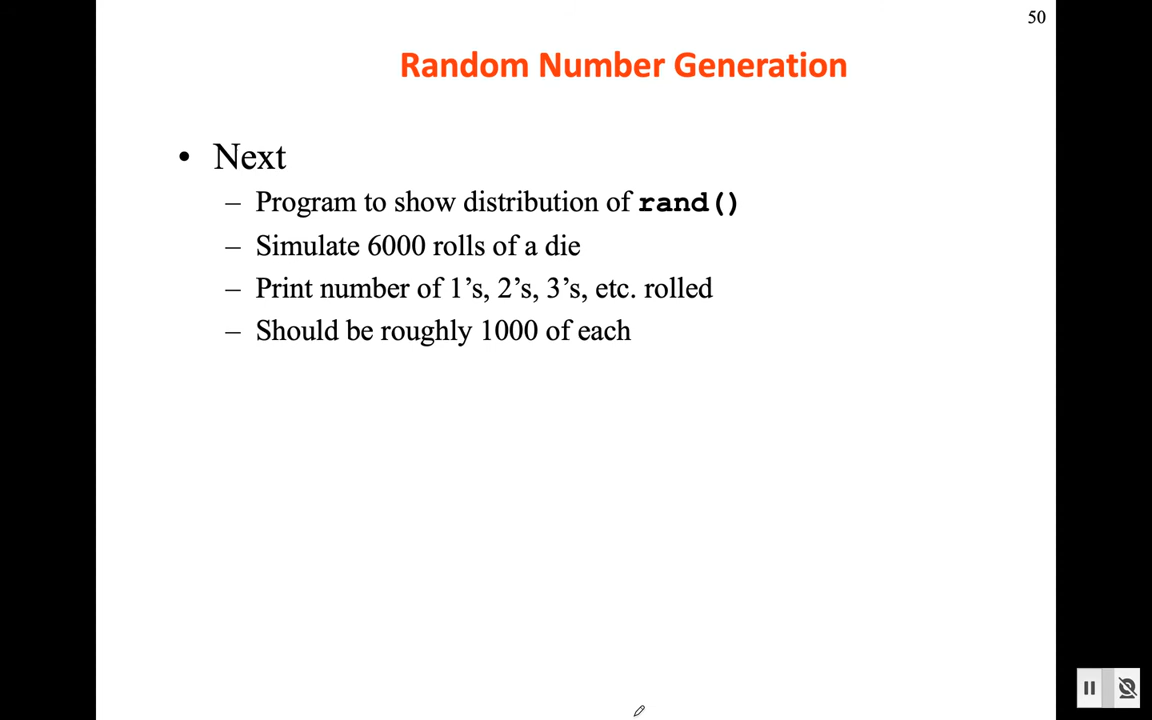 50
Random Number Generation
• Next
– Program to show distribution of rand()
– Simulate 6000 rolls of a die
– Print number of 1’s, 2’s, 3’s, etc. rolled
– Should be roughly 1000 of each